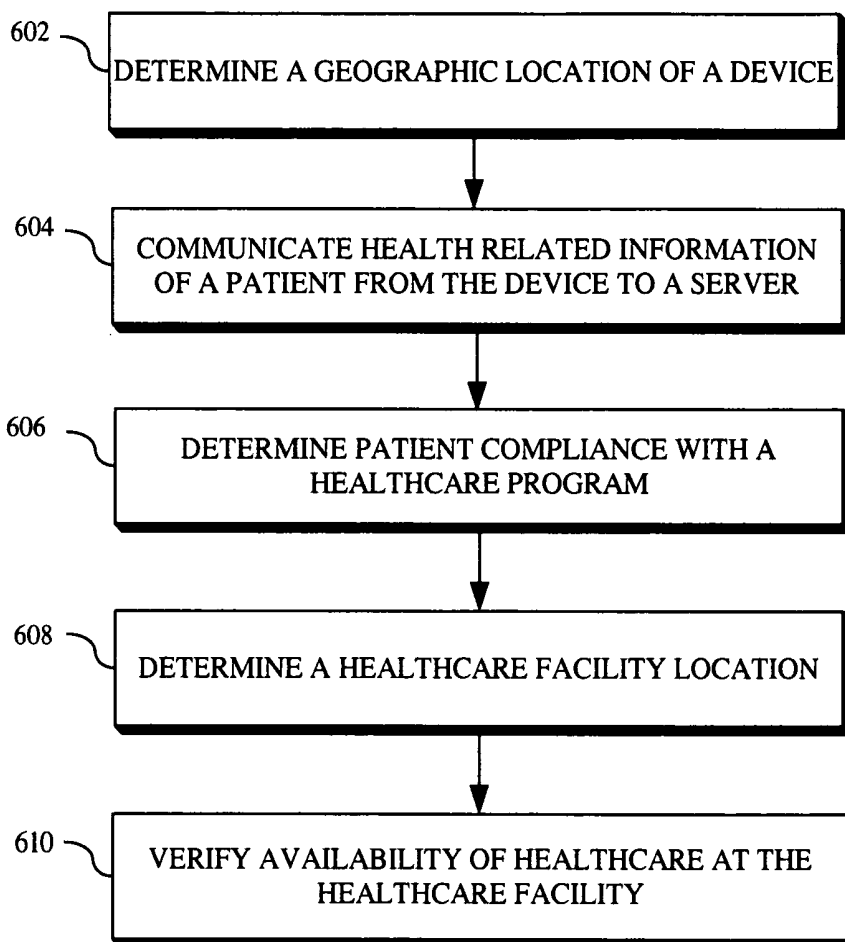 602
DETERMINE A GEOGRAPHIC LOCATION OF A DEVICE
604
COMMUNICATE HEALTH RELATED INFORMATION
OF A PATIENT FROM THE DEVICE TO A SERVER
606
DETERMINE PATIENT COMPLIANCE WITH A
HEALTHCARE PROGRAM
608
DETERMINE A HEALTHCARE FACILITY LOCATION
610
VERIFY AVAILABILITY OF HEALTHCARE AT THE
HEALTHCARE FACILITY